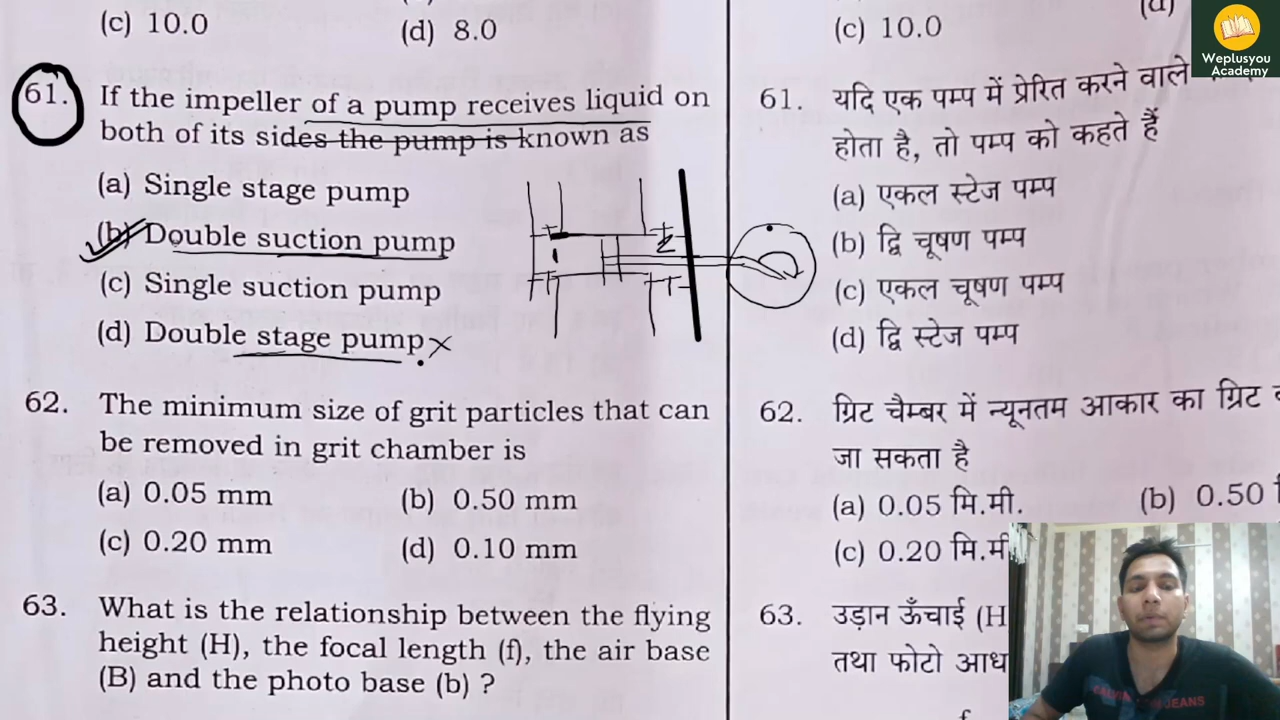 (c) 10.0
(d) 8.0
61. If the impeller of a pump receives liquid on
both of its sides the pump is known as
(a) Single stage pump
(b) Double suction pump
(c) Single suction pump
(d) Double stage pump
62. The minimum size of grit particles that can
be removed in grit chamber is
(a) 0.05 mm
(b) 0.50 mm
(c) 0.20 mm
(d) 0.10 mm
63. What is the relationship between the flying
height (H), the focal length (f), the air base
(B) and the photo base (b) ?
(c) 10.0
(d)
61. यदि एक पम्प में प्रेरित करने वाले
होता है, तो पम्प को कहते हैं
(a) एकल स्टेज पम्प
(b) द्वि चूषण पम्प
(c) एकल चूषण पम्प
(d) द्वि स्टेज पम्प
62. ग्रिट चैम्बर में न्यूनतम आकार का ग्रिट
जा सकता है
(a) 0.05 मि.मी.
(b) 0.50
(c) 0.20 मि.मी
63. उड़ान ऊँचाई (H
तथा फोटो आध
Weplusyou
Academy